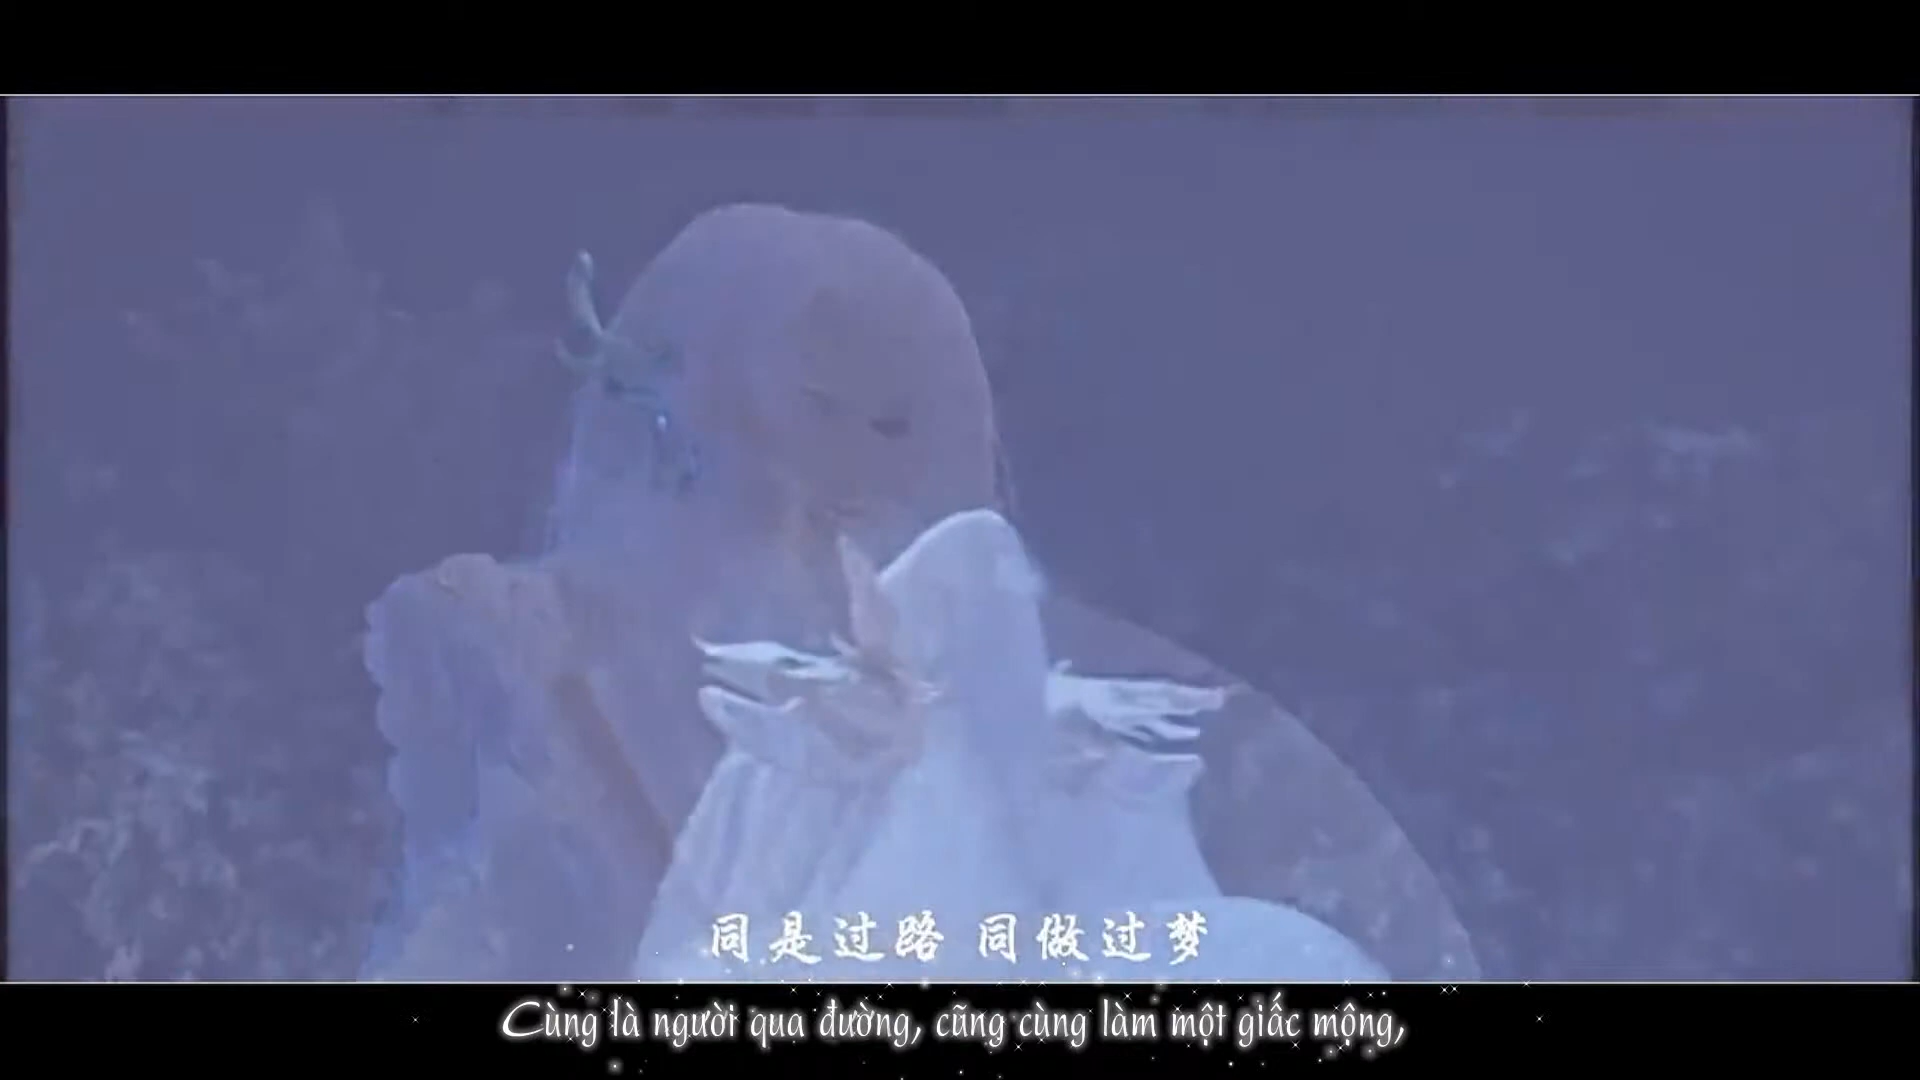 同是过路 同做过梦
Cùng là người qua đường, cũng cùng làm một giấc mộng,